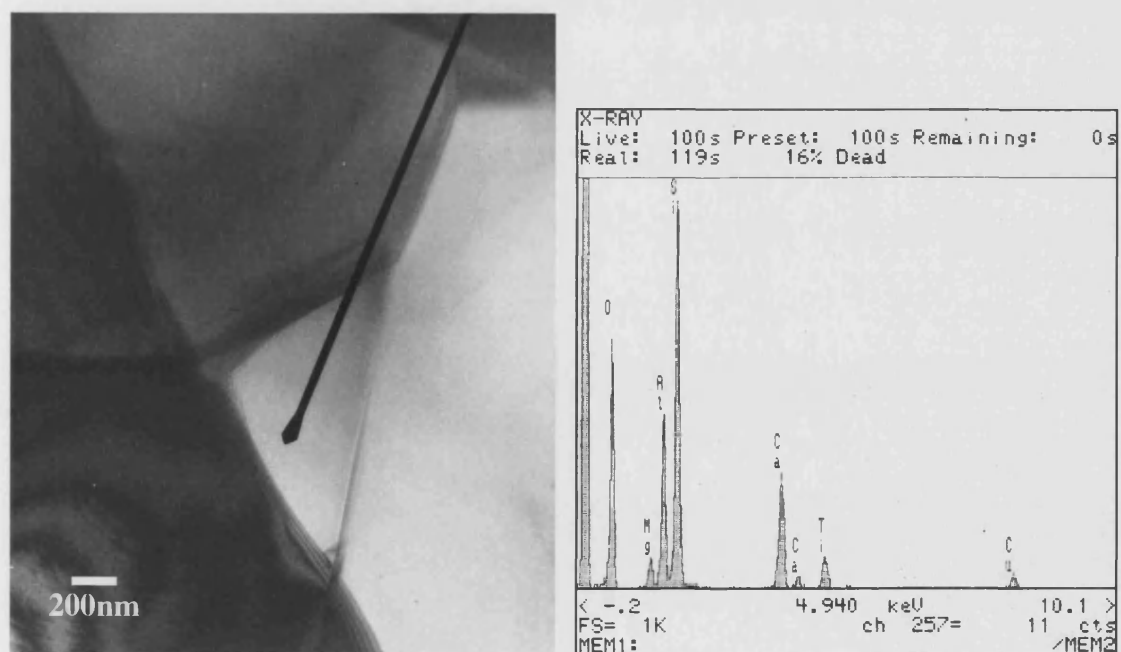 200nm
X-RAY
Live: 100s Preset: 100s Remaining: 0s
Real: 119s 16% Dead
Si
O
Al
Mg
Ca
Ca
Ti
Cu
< -.2 4.940 keV 10.1 >
FS= 1K ch 257= 11 cts
MEM1: /MEM2